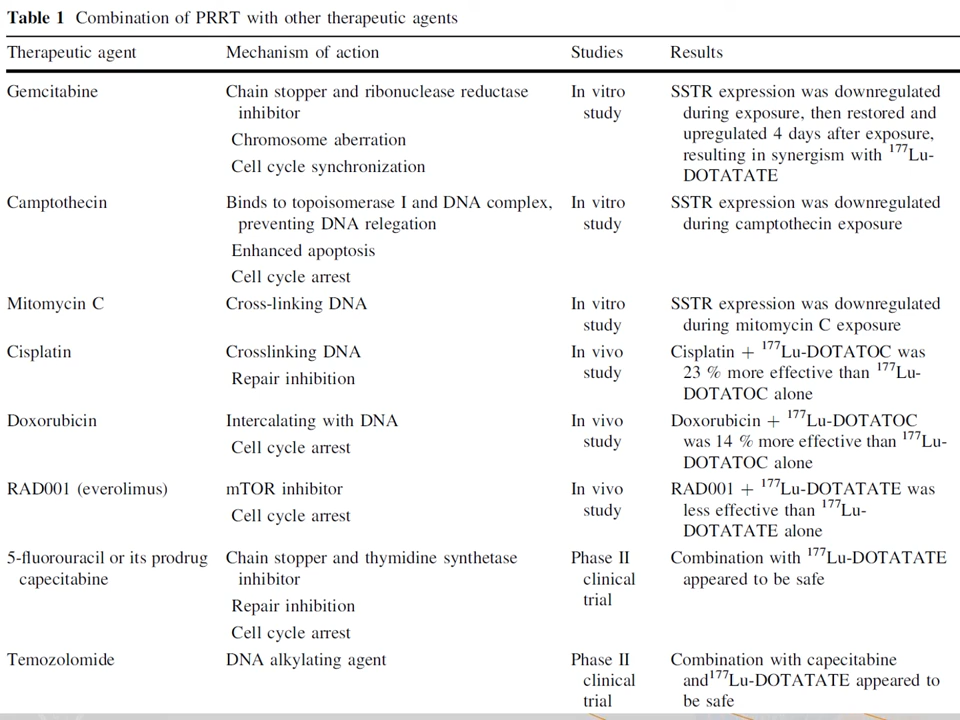 Table 1 Combination of PRRT with other therapeutic agents
Therapeutic agent Mechanism of action Studies Results
Gemcitabine Chain stopper and ribonuclease reductase In vitro SSTR expression was downregulated
inhibitor study during exposure, then restored and
Chromosome aberration upregulated 4 days after exposure,
Cell cycle synchronization resulting in synergism with 177Lu-
DOTATATE
Camptothecin Binds to topoisomerase I and DNA complex, In vitro SSTR expression was downregulated
preventing DNA relegation study during camptothecin exposure
Enhanced apoptosis
Cell cycle arrest
Mitomycin C Cross-linking DNA In vitro SSTR expression was downregulated
study during mitomycin C exposure
Cisplatin Crosslinking DNA In vivo Cisplatin + 177Lu-DOTATOC was
Repair inhibition study 23 % more effective than 177Lu-
DOTATOC alone
Doxorubicin Intercalating with DNA In vivo Doxorubicin + 177Lu-DOTATOC
Cell cycle arrest study was 14 % more effective than 177Lu-
DOTATOC alone
RAD001 (everolimus) mTOR inhibitor In vivo RAD001 + 177Lu-DOTATATE was
Cell cycle arrest study less effective than 177Lu-
DOTATATE alone
5-fluorouracil or its prodrug Chain stopper and thymidine synthetase Phase II Combination with 177Lu-DOTATATE
capecitabine inhibitor clinical appeared to be safe
Repair inhibition trial
Cell cycle arrest
Temozolomide DNA alkylating agent Phase II Combination with capecitabine
clinical and177Lu-DOTATATE appeared to
trial be safe